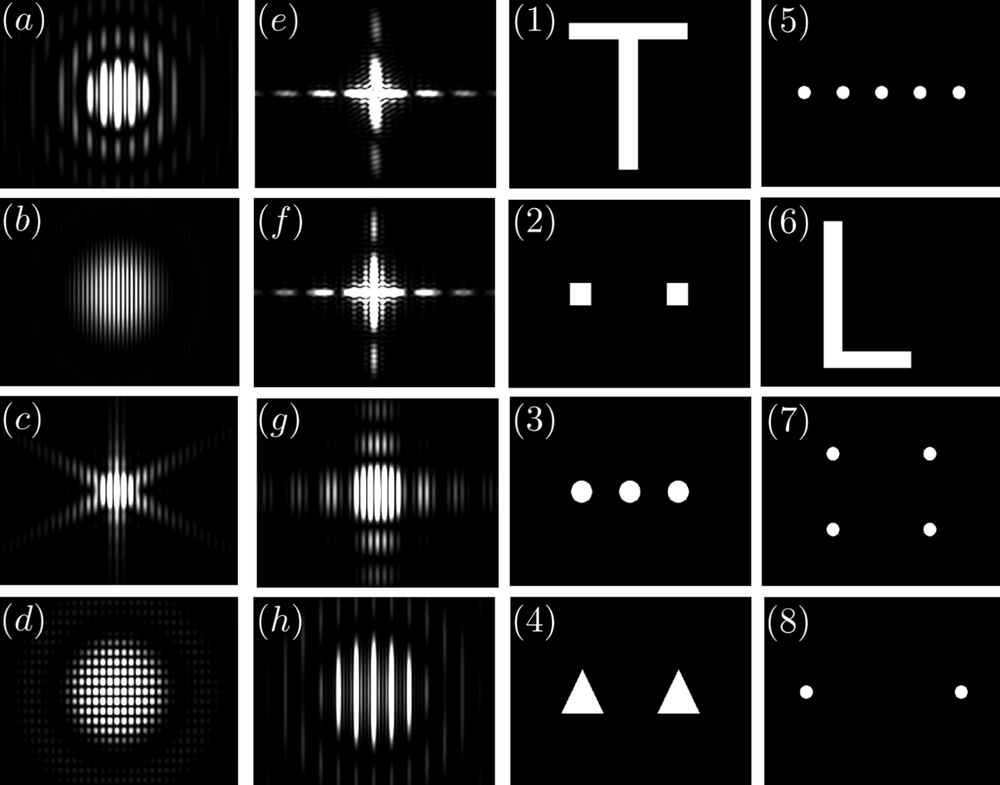 (a) (e) (1) (5)
T
(b) (f) (2) (6)
L
(c) (g) (3) (7)
(d) (h) (4) (8)